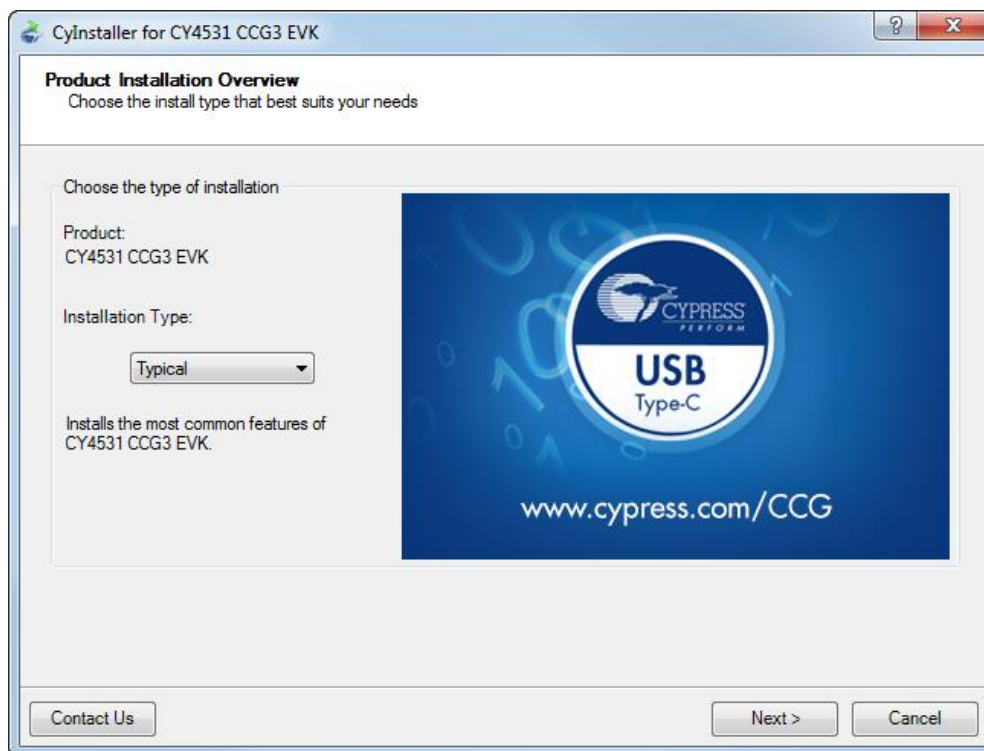 CyInstaller for CY4531 CCG3 EVK
Product Installation Overview
Choose the install type that best suits your needs
Choose the type of installation
Product:
CY4531 CCG3 EVK
Installation Type:
Typical
Installs the most common features of
CY4531 CCG3 EVK.
CYPRESS
PERFORM
USB
Type-C
www.cypress.com/CCG
Contact Us
Next >
Cancel